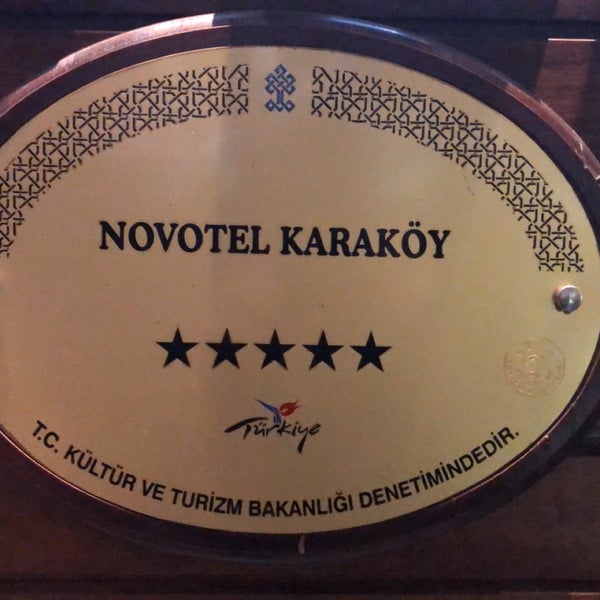 NOVOTEL KARAKÖY
★★★★★
Türkiye
T.C. KÜLTÜR VE TURİZM BAKANLIĞI DENETİMİNDEDİR.